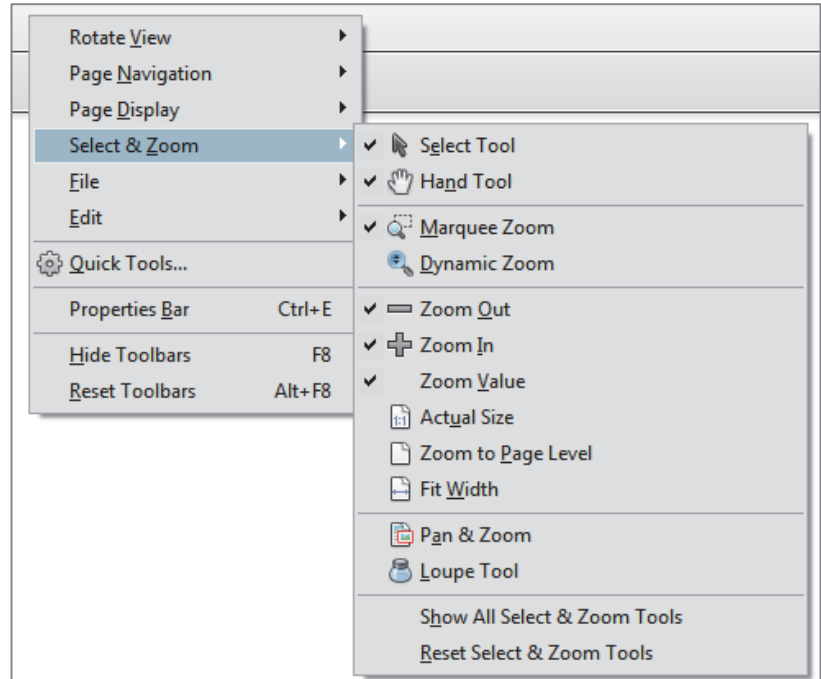 Rotate View
Page Navigation
Page Display
Select & Zoom
File
Edit
Quick Tools...
Properties Bar Ctrl+E
Hide Toolbars F8
Reset Toolbars Alt+F8
Select Tool
Hand Tool
Marquee Zoom
Dynamic Zoom
Zoom Out
Zoom In
Zoom Value
1:1 Actual Size
Zoom to Page Level
Fit Width
Pan & Zoom
Loupe Tool
Show All Select & Zoom Tools
Reset Select & Zoom Tools